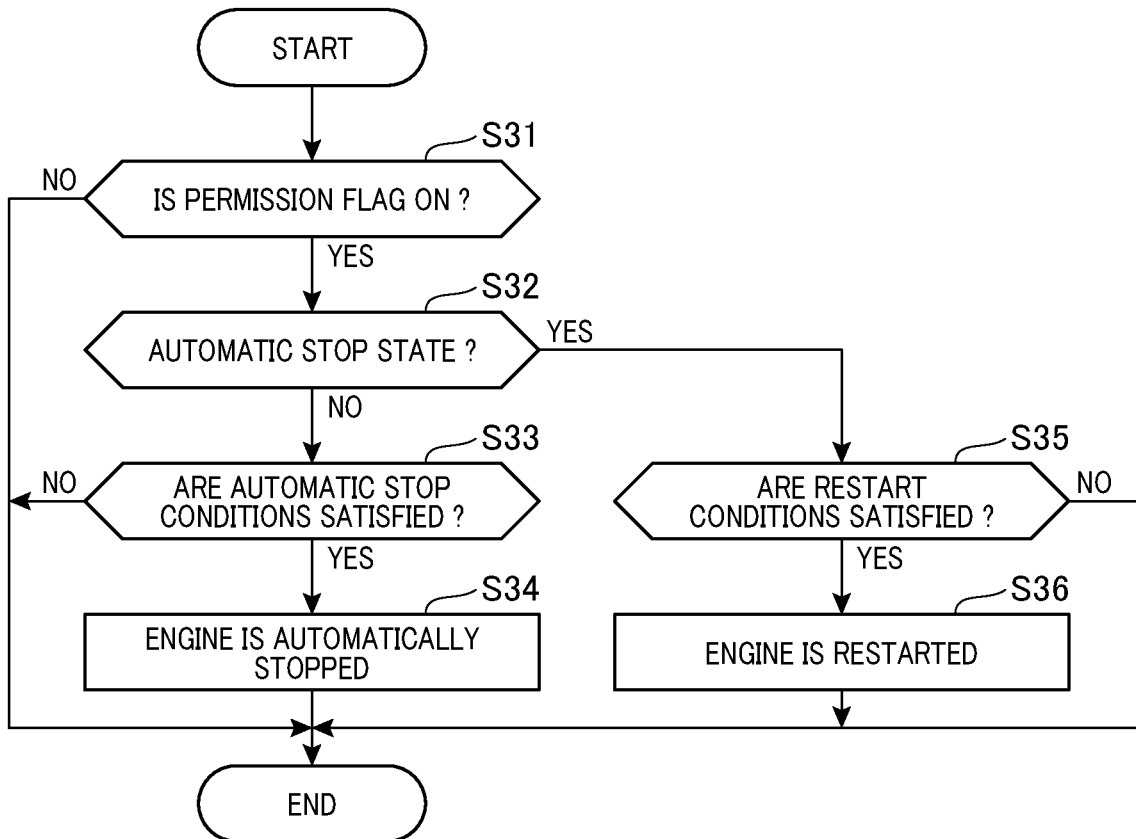 START
S31
NO
IS PERMISSION FLAG ON ?
YES
S32
AUTOMATIC STOP STATE ?
YES
NO
S33
NO
ARE AUTOMATIC STOP
CONDITIONS SATISFIED ?
YES
S34
ENGINE IS AUTOMATICALLY
STOPPED
S35
ARE RESTART
CONDITIONS SATISFIED ?
NO
YES
S36
ENGINE IS RESTARTED
END